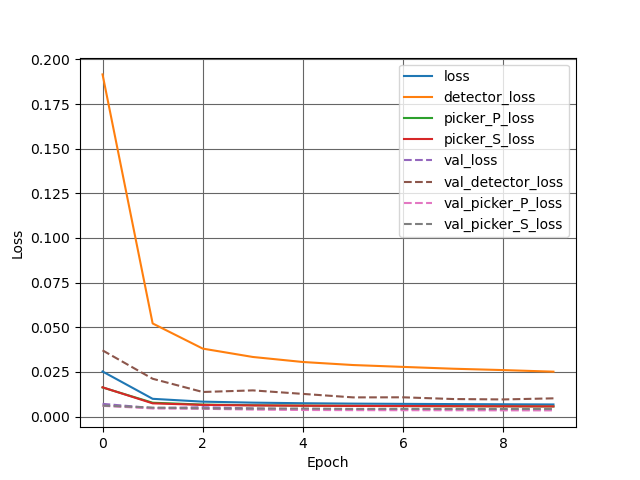 0.200
0.175
0.150
0.125
0.100
0.075
0.050
0.025
0.000
Loss
loss
detector_loss
picker_P_loss
picker_S_loss
val_loss
val_detector_loss
val_picker_P_loss
val_picker_S_loss
0 2 4 6 8
Epoch